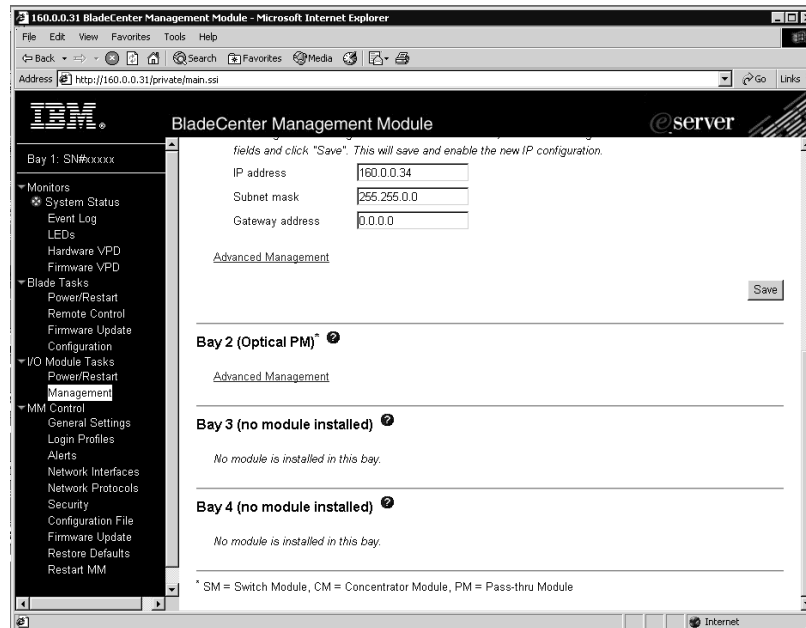 160.0.0.31 BladeCenter Management Module - Microsoft Internet Explorer
File Edit View Favorites Tools Help
Back Search Favorites Media
Address http://160.0.0.31/private/main.ssi Go Links
IBM. BladeCenter Management Module @server
Bay 1: SN#xxxxx
Monitors
System Status
Event Log
LEDs
Hardware VPD
Firmware VPD
Blade Tasks
Power/Restart
Remote Control
Firmware Update
Configuration
I/O Module Tasks
Power/Restart
Management
MM Control
General Settings
Login Profiles
Alerts
Network Interfaces
Network Protocols
Security
Configuration File
Firmware Update
Restore Defaults
Restart MM
fields and click "Save". This will save and enable the new IP configuration.
IP address 160.0.0.34
Subnet mask 255.255.0.0
Gateway address 0.0.0.0
Advanced Management
Save
Bay 2 (Optical PM)* ?
Advanced Management
Bay 3 (no module installed) ?
No module is installed in this bay.
Bay 4 (no module installed) ?
No module is installed in this bay.
* SM = Switch Module, CM = Concentrator Module, PM = Pass-thru Module
Internet